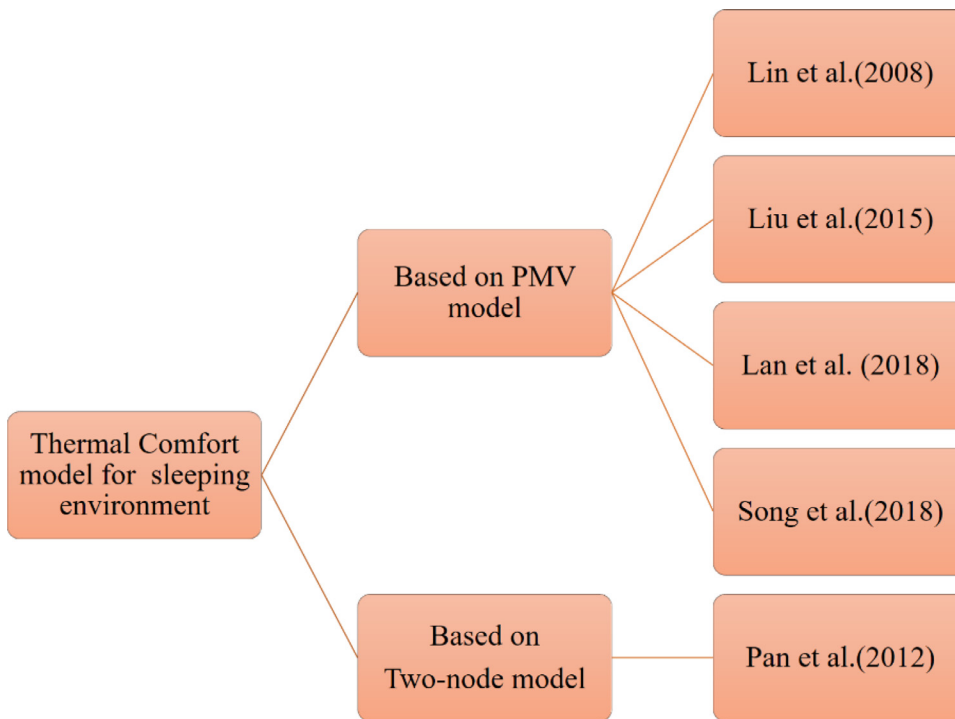 Lin et al.(2008)
Liu et al.(2015)
Based on PMV
model
Lan et al. (2018)
Thermal Comfort
model for sleeping
environment
Song et al.(2018)
Based on
Two-node model
Pan et al.(2012)